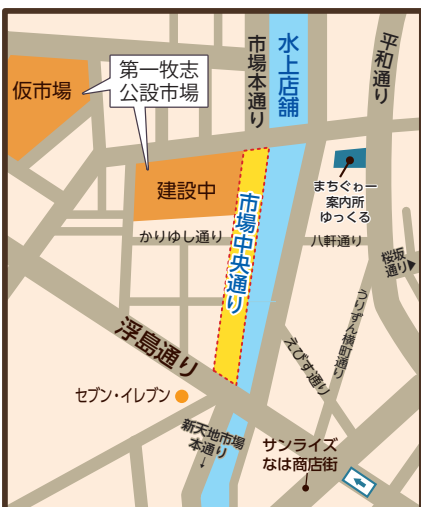 仮市場
第一牧志
公設市場
市場本通り
水上店舗
平和通り
建設中
まちぐゎー
案内所
ゆっくる
市場中央通り
かりゆし通り
八軒通り
桜坂
通り
うりずん横町通り
えびす通り
浮島通り
セブン・イレブン
新天地市場
本通り
↓
サンライズ
なは商店街
←